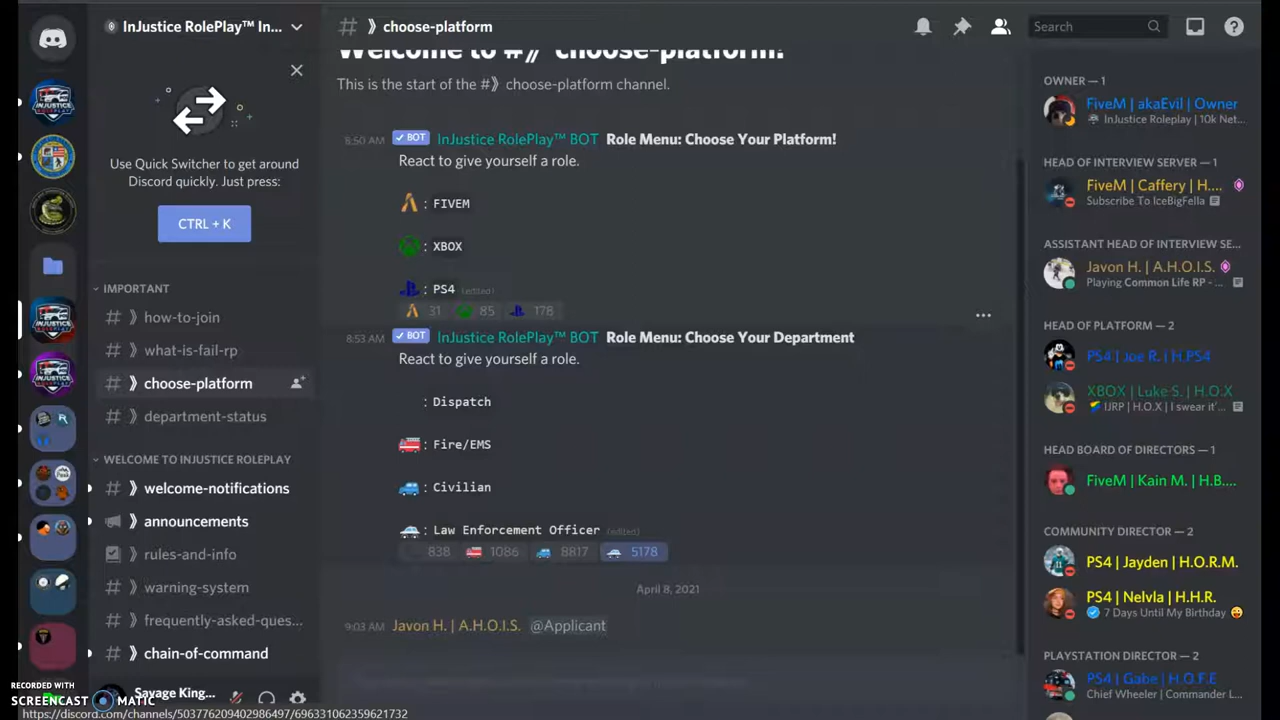 InJustice RolePlay™ In...
Use Quick Switcher to get around
Discord quickly. Just press:
CTRL + K
IMPORTANT
# 》 how-to-join
# 》 what-is-fail-rp
# 》 choose-platform
# 》 department-status
WELCOME TO INJUSTICE ROLEPLAY
# 》 welcome-notifications
》 announcements
》 rules-and-info
# 》 warning-system
# 》 frequently-asked-ques...
# 》 chain-of-command
Savage King...
# 》 choose-platform
Search
Welcome to #》 choose-platform!
This is the start of the #》 choose-platform channel.
8:50 AM BOT InJustice RolePlay™ BOT Role Menu: Choose Your Platform!
React to give yourself a role.
: FIVEM
: XBOX
: PS4 (edited)
31 85 178
8:53 AM BOT InJustice RolePlay™ BOT Role Menu: Choose Your Department
React to give yourself a role.
: Dispatch
: Fire/EMS
: Civilian
: Law Enforcement Officer (edited)
838 1086 8817 5178
April 8, 2021
9:03 AM Javon H. | A.H.O.I.S. @Applicant
OWNER — 1
FiveM | akaEvil | Owner
Injustice Roleplay | 10k Net...
HEAD OF INTERVIEW SERVER — 1
FiveM | Caffery | H....
Subscribe To IceBigFella
ASSISTANT HEAD OF INTERVIEW SE...
Javon H. | A.H.O.I.S.
Playing Common Life RP - ...
HEAD OF PLATFORM — 2
PS4 | Joe R. | H.PS4
XBOX | Luke S. | H.O.X
IJRP | H.O.X | I swear it'...
HEAD BOARD OF DIRECTORS — 1
FiveM | Kain M. | H.B....
COMMUNITY DIRECTOR — 2
PS4 | Jayden | H.O.R.M.
PS4 | Nelvla | H.H.R.
7 Days Until My Birthday
PLAYSTATION DIRECTOR — 2
PS4 | Gabe | H.O.F.E
Chief Wheeler | Commander L...
RECORDED WITH
SCREENCAST MATIC
https://discord.com/channels/503776209402986497/696331062359621732